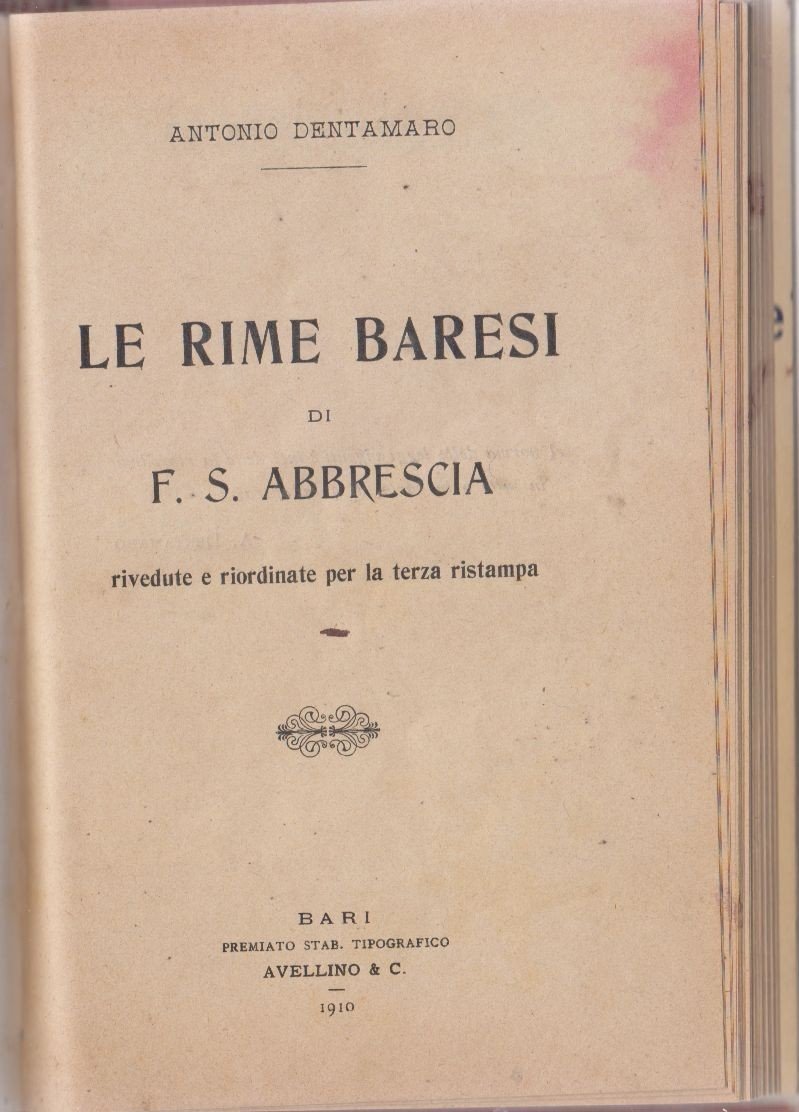 ANTONIO DENTAMARO
LE RIME BARESI
DI
F. S. ABBRESCIA
rivedute e riordinate per la terza ristampa
BARI
PREMIATO STAB. TIPOGRAFICO
AVELLINO & C.
1910